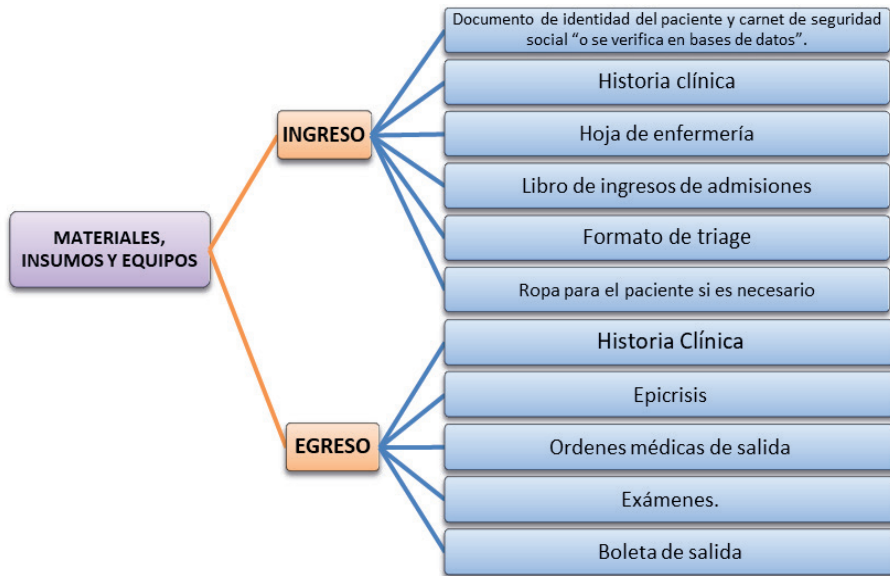 MATERIALES,
INSUMOS Y EQUIPOS
INGRESO
Documento de identidad del paciente y carnet de seguridad
social “o se verifica en bases de datos”.
Historia clínica
Hoja de enfermería
Libro de ingresos de admisiones
Formato de triage
Ropa para el paciente si es necesario
EGRESO
Historia Clínica
Epicrisis
Ordenes médicas de salida
Exámenes.
Boleta de salida